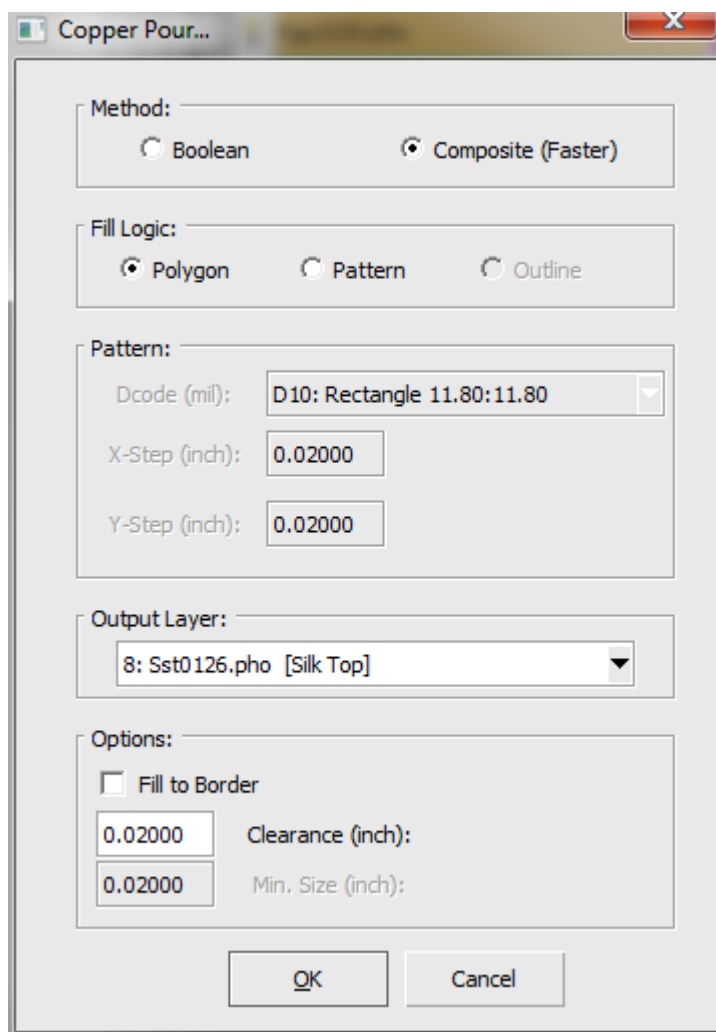 Copper Pour...
Method:
Boolean Composite (Faster)
Fill Logic:
Polygon Pattern Outline
Pattern:
Dcode (mil): D10: Rectangle 11.80:11.80
X-Step (inch): 0.02000
Y-Step (inch): 0.02000
Output Layer:
8: Sst0126.pho [Silk Top]
Options:
Fill to Border
0.02000 Clearance (inch):
0.02000 Min. Size (inch):
OK Cancel